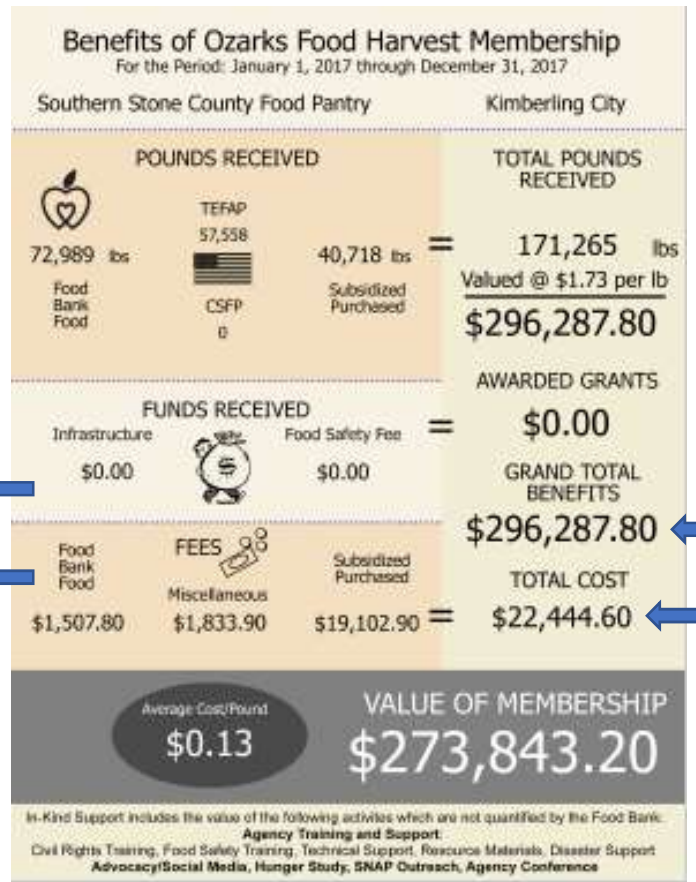 Benefits of Ozarks Food Harvest Membership
For the Period: January 1, 2017 through December 31, 2017
Southern Stone County Food Pantry
Kimberling City
POUNDS RECEIVED
72,989 lbs
Food
Bank
Food
TEFAP
57,558
CSFP
0
40,718 lbs
Subsidized
Purchased
=
TOTAL POUNDS
RECEIVED
171,265 lbs
Valued @ $1.73 per lb
$296,287.80
FUNDS RECEIVED
Infrastructure
$0.00
$
Food Safety Fee
$0.00
=
AWARDED GRANTS
$0.00
GRAND TOTAL
BENEFITS
$296,287.80
Food
Bank
Food
$1,507.80
FEES
Miscellaneous
$1,833.90
Subsidized
Purchased
$19,102.90
=
TOTAL COST
$22,444.60
Average Cost/Pound
$0.13
VALUE OF MEMBERSHIP
$273,843.20
In-Kind Support includes the value of the following activites which are not quantified by the Food Bank:
Agency Training and Support
Civil Rights Training, Food Safety Training, Technical Support, Resource Materials, Disaster Support
Advocacy/Social Media, Hunger Study, SNAP Outreach, Agency Conference